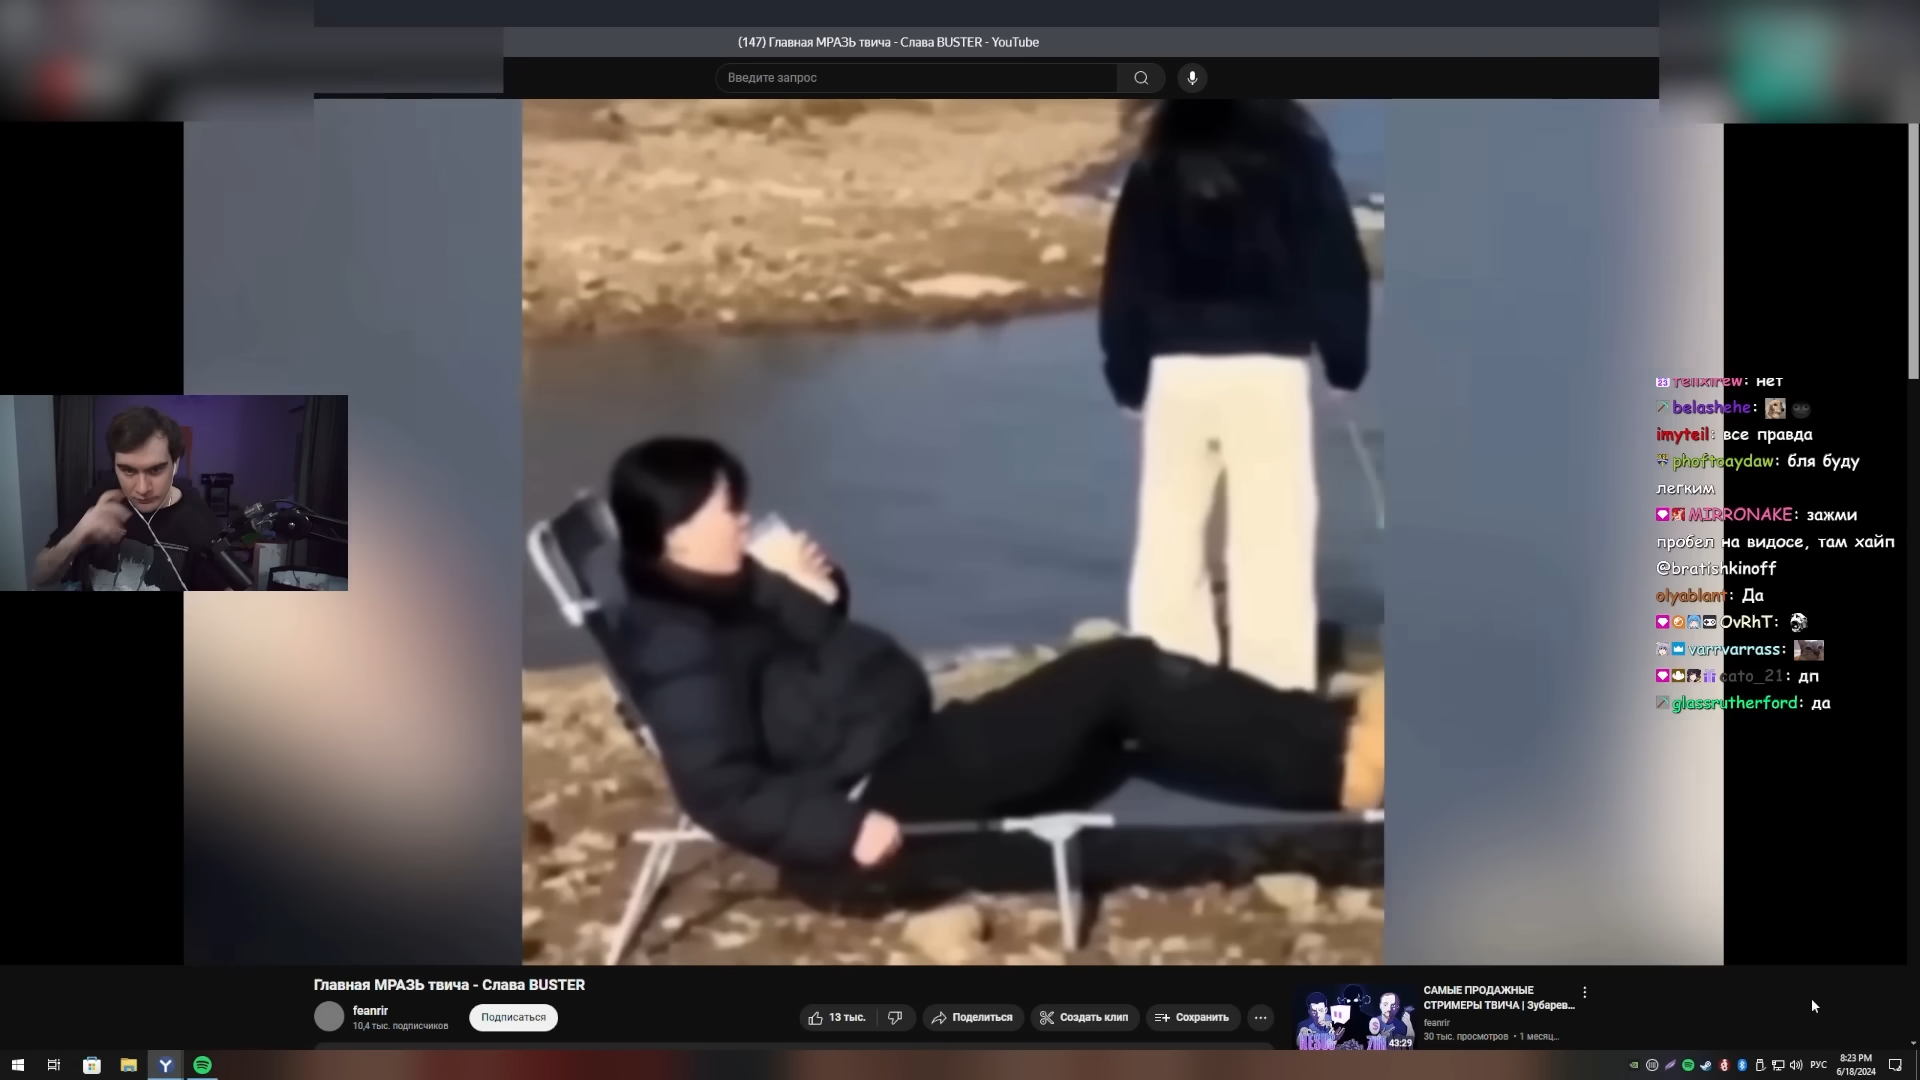 (147) Главная МРАЗЬ твича - Слава BUSTER - YouTube
Введите запрос
felixirew: нет
belashehe:
imyteil: все правда
phoftoaydaw: бля буду
легким
MIRRONAKE: зажми
пробел на видосе, там хайп
@bratishkinoff
olyablant: Да
OvRhT:
varrvarrass:
cato_21: дп
glassrutherford: да
Главная МРАЗЬ твича - Слава BUSTER
feanrir
10,4 тыс. подписчиков
Подписаться
13 тыс.
Поделиться
Создать клип
Сохранить
САМЫЕ ПРОДАЖНЫЕ
СТРИМЕРЫ ТВИЧА | Зубарев...
feanrir
30 тыс. просмотров • 1 месяц...
43:29
РУС
8:23 PM
6/18/2024